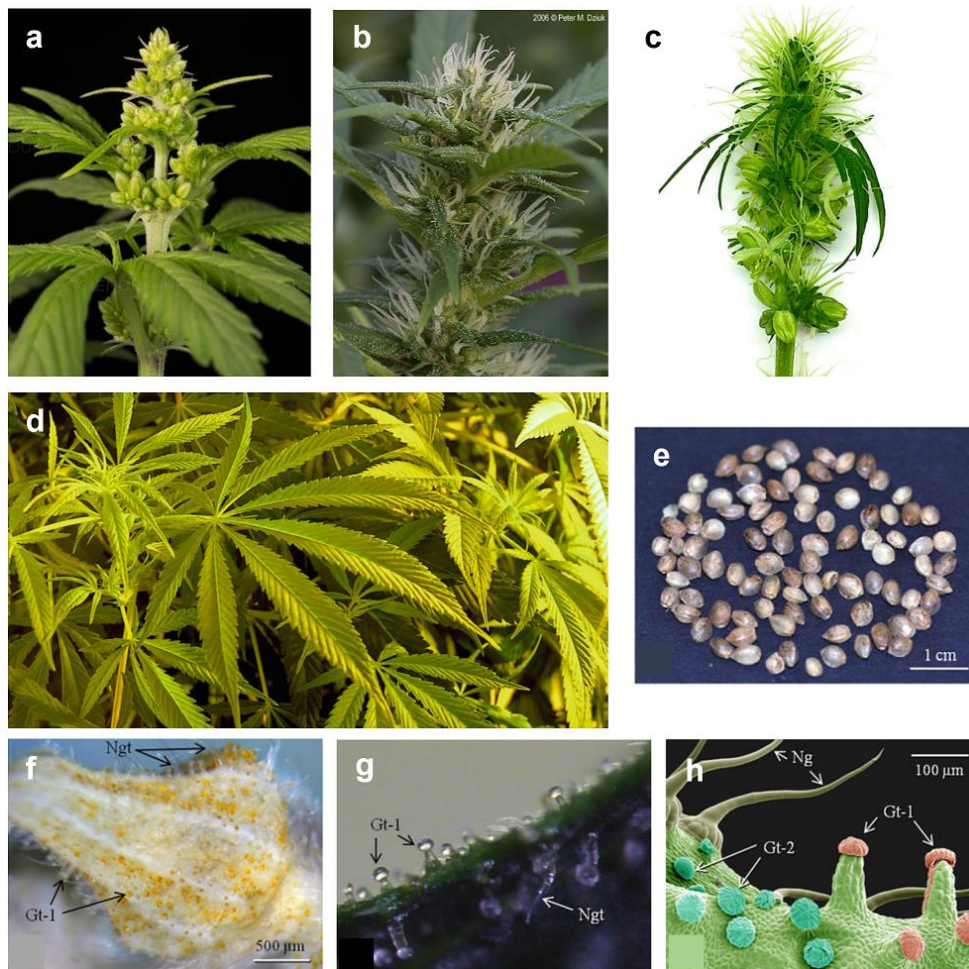 a
b
2006 © Peter M. Dziuk
c
d
e
1 cm
f
Ngt
Gt-1
500 µm
g
Gt-1
Ngt
h
Ng
100 µm
Gt-1
Gt-2